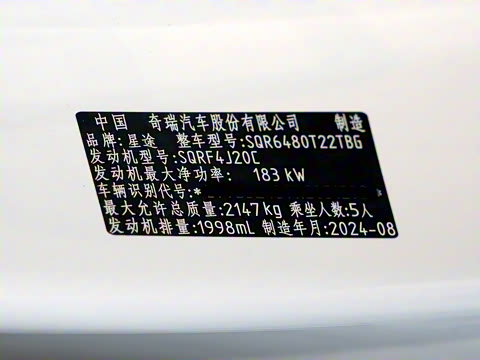 中国 奇瑞汽车股份有限公司 制造
品牌:星途 整车型号:SQR6480T22TBG
发动机型号:SQRF4J20C
发动机最大净功率: 183 kW
车辆识别代号:*
最大允许总质量:2147kg 乘坐人数:5人
发动机排量:1998mL 制造年月:2024-08